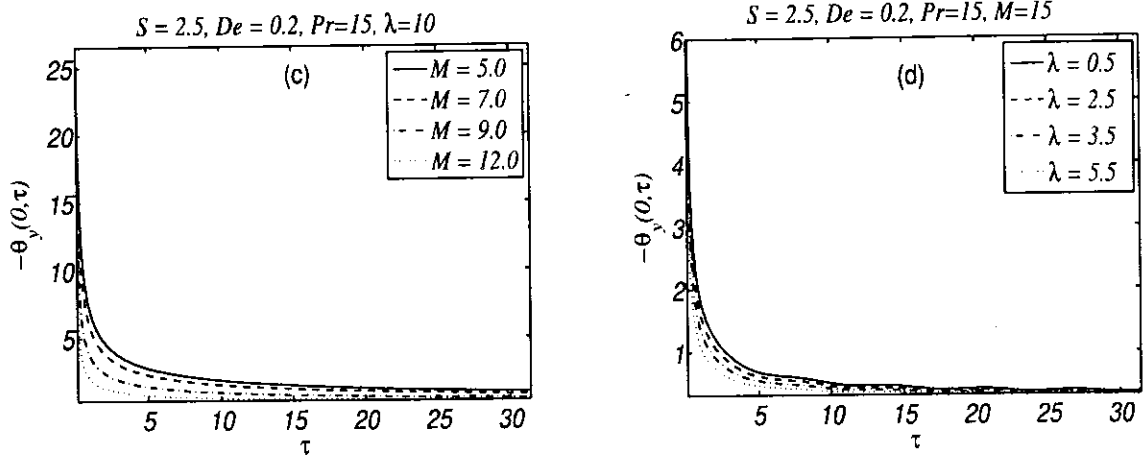 S = 2.5, De = 0.2, Pr=15, λ=10
(c)
M = 5.0
M = 7.0
M = 9.0
M = 12.0
25
20
15
10
5
−θy(0,τ)
5 10 15 20 25 30
τ
S = 2.5, De = 0.2, Pr=15, M=15
(d)
λ = 0.5
λ = 2.5
λ = 3.5
λ = 5.5
6
5
4
3
2
1
−θy(0,τ)
5 10 15 20 25 30
τ